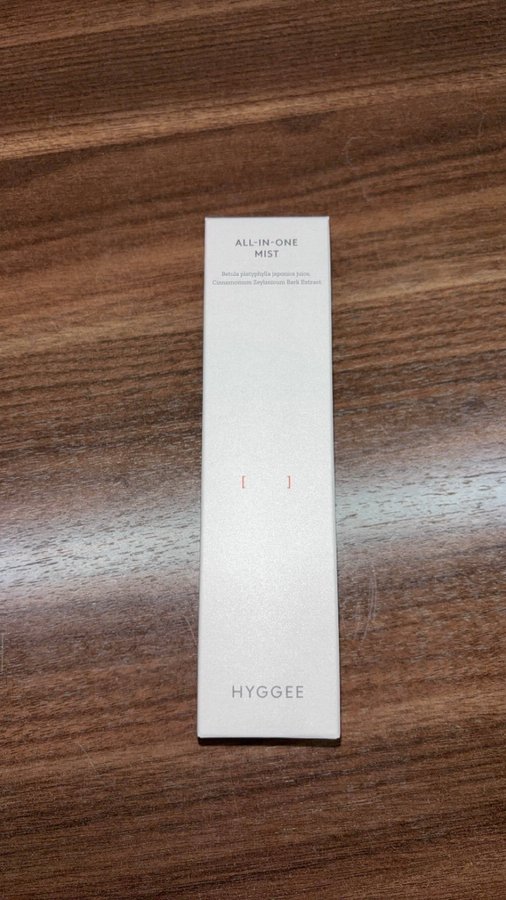 ALL-IN-ONE
MIST
Betula platyphylla japonica juice,
Cinnamomum Zeylanicum Bark Extract
[ ]
HYGGEE